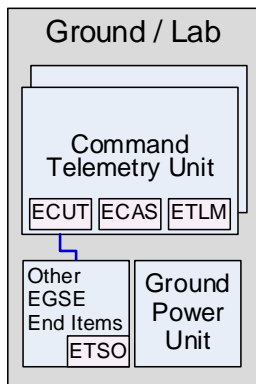 Ground / Lab
Command
Telemetry Unit
ECUT ECAS ETLM
Other
EGSE
End Items
ETSO
Ground
Power
Unit